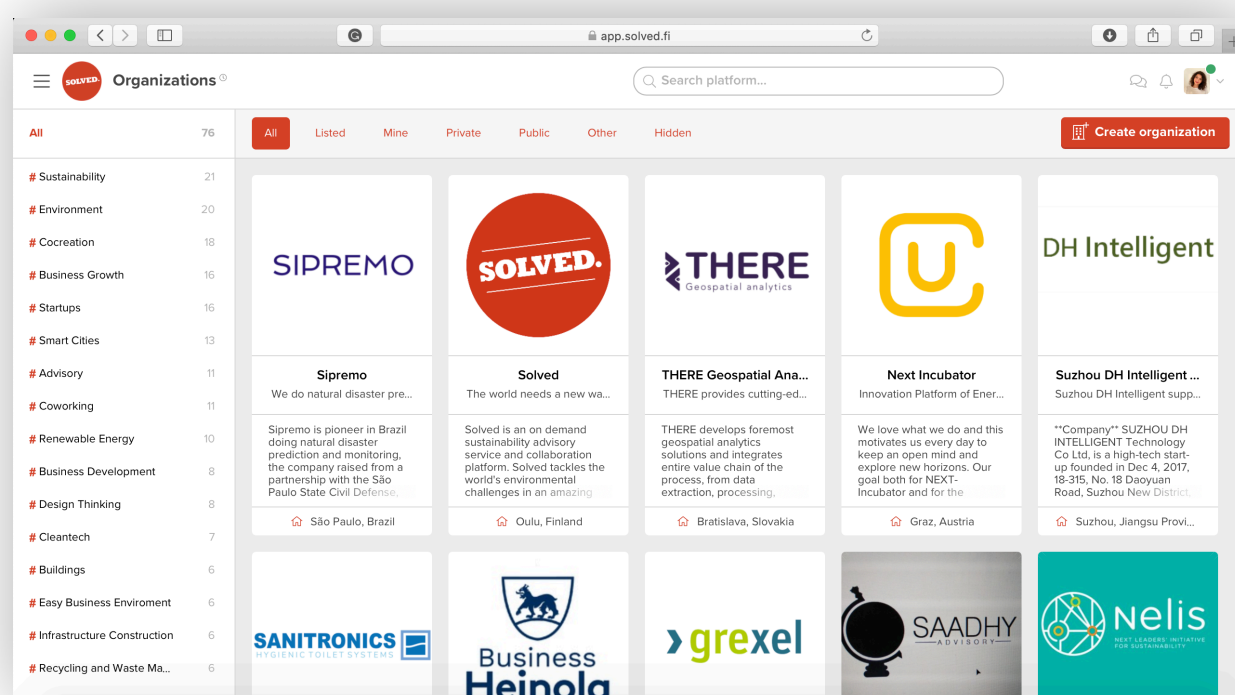 app.solved.fi
SOLVED.
Organizations
Search platform...
All 76
All Listed Mine Private Public Other Hidden
Create organization
# Sustainability 21
# Environment 20
# Cocreation 18
# Business Growth 16
# Startups 16
# Smart Cities 13
# Advisory 11
# Coworking 11
# Renewable Energy 10
# Business Development 8
# Design Thinking 8
# Cleantech 7
# Buildings 6
# Easy Business Enviroment 6
# Infrastructure Construction 6
# Recycling and Waste Ma... 6
SIPREMO
Sipremo
We do natural disaster pre...
Sipremo is pioneer in Brazil
doing natural disaster
prediction and monitoring,
the company raised from a
partnership with the São
Paulo State Civil Defense,
São Paulo, Brazil
SOLVED.
Solved
The world needs a new wa...
Solved is an on demand
sustainability advisory
service and collaboration
platform. Solved tackles the
world's environmental
challenges in an amazing
Oulu, Finland
THERE
Geospatial analytics
THERE Geospatial Ana...
THERE provides cutting-ed...
THERE develops foremost
geospatial analytics
solutions and integrates
entire value chain of the
process, from data
extraction, processing,
Bratislava, Slovakia
U
Next Incubator
Innovation Platform of Ener...
We love what we do and this
motivates us every day to
keep an open mind and
explore new horizons. Our
goal both for NEXT-
Incubator and for the
Graz, Austria
DH Intelligent
Suzhou DH Intelligent ...
Suzhou DH Intelligent supp...
**Company** SUZHOU DH
INTELLIGENT Technology
Co Ltd, is a high-tech start-
up founded in Dec 4, 2017,
18-315, No. 18 Daoyuan
Road, Suzhou New District,
Suzhou, Jiangsu Provi...
SANITRONICS
HYGIENIC TOILET SYSTEMS
Business
Heinola
grexel
SAADHY
ADVISORY
Nelis
NEXT LEADERS' INITIATIVE
FOR SUSTAINABILITY